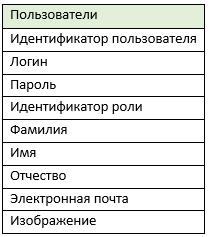 Пользователи
Идентификатор пользователя
Логин
Пароль
Идентификатор роли
Фамилия
Имя
Отчество
Электронная почта
Изображение